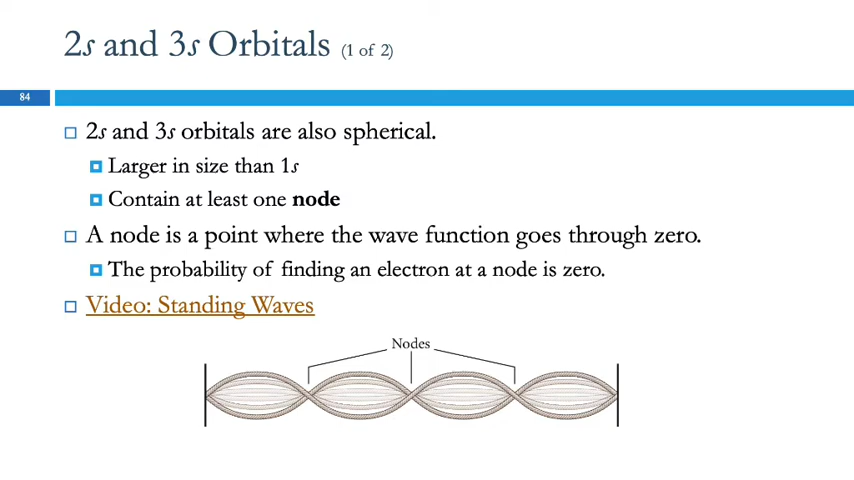 2s and 3s Orbitals (1 of 2)
84
2s and 3s orbitals are also spherical.
Larger in size than 1s
Contain at least one node
A node is a point where the wave function goes through zero.
The probability of finding an electron at a node is zero.
Video: Standing Waves
Nodes